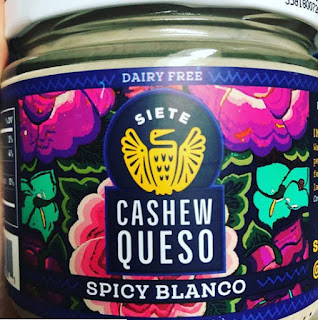 DAIRY FREE
SIETE
CASHEW
QUESO
SPICY BLANCO